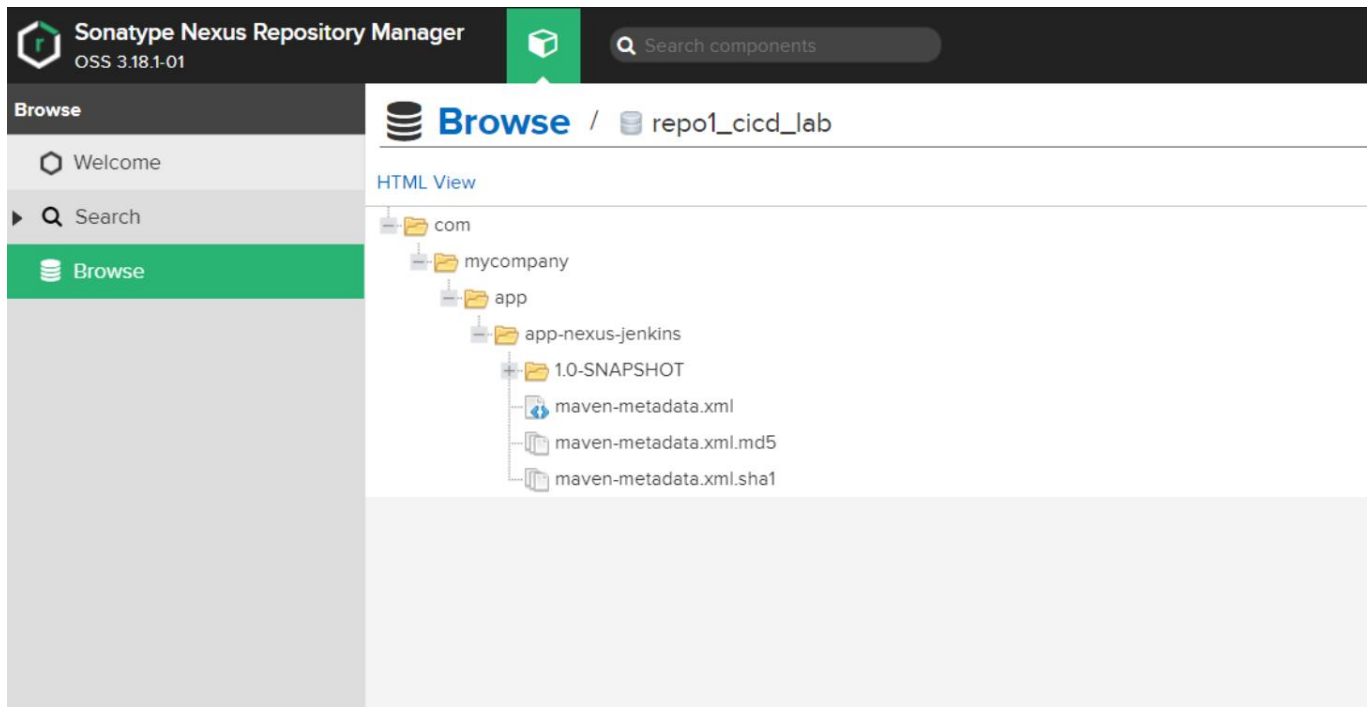 Sonatype Nexus Repository Manager
OSS 3.18.1-01
Search components
Browse
Welcome
Search
Browse
Browse / repo1_cicd_lab
HTML View
com
mycompany
app
app-nexus-jenkins
1.0-SNAPSHOT
maven-metadata.xml
maven-metadata.xml.md5
maven-metadata.xml.sha1